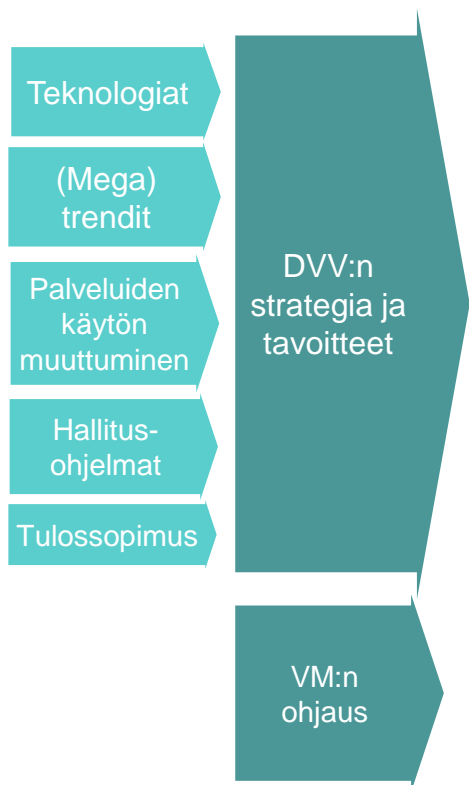 Teknologiat
(Mega)
trendit
Palveluiden
käytön
muuttuminen
Hallitus-
ohjelmat
Tulossopimus
DVV:n
strategia ja
tavoitteet
VM:n
ohjaus